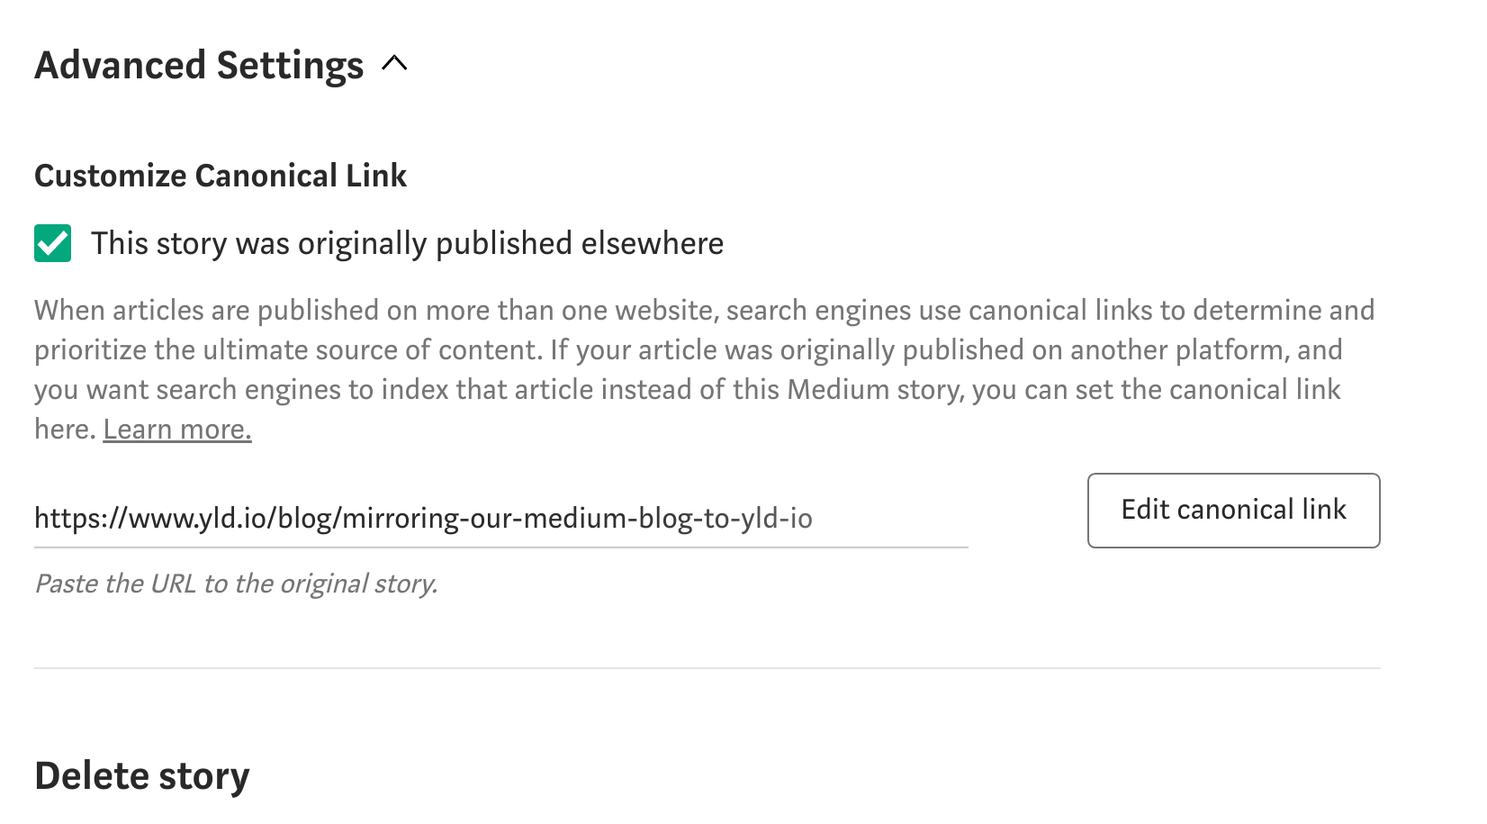 Advanced Settings
Customize Canonical Link
This story was originally published elsewhere
When articles are published on more than one website, search engines use canonical links to determine and
prioritize the ultimate source of content. If your article was originally published on another platform, and
you want search engines to index that article instead of this Medium story, you can set the canonical link
here. Learn more.
https://www.yld.io/blog/mirroring-our-medium-blog-to-yld-io
Edit canonical link
Paste the URL to the original story.
Delete story